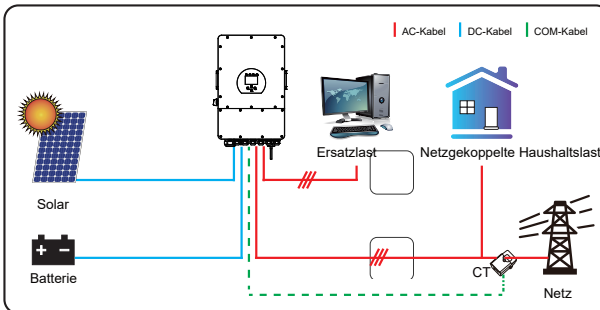 AC-Kabel DC-Kabel COM-Kabel
Ersatzlast Netzgekoppelte Haushaltslast
Solar
Batterie
CT
Netz